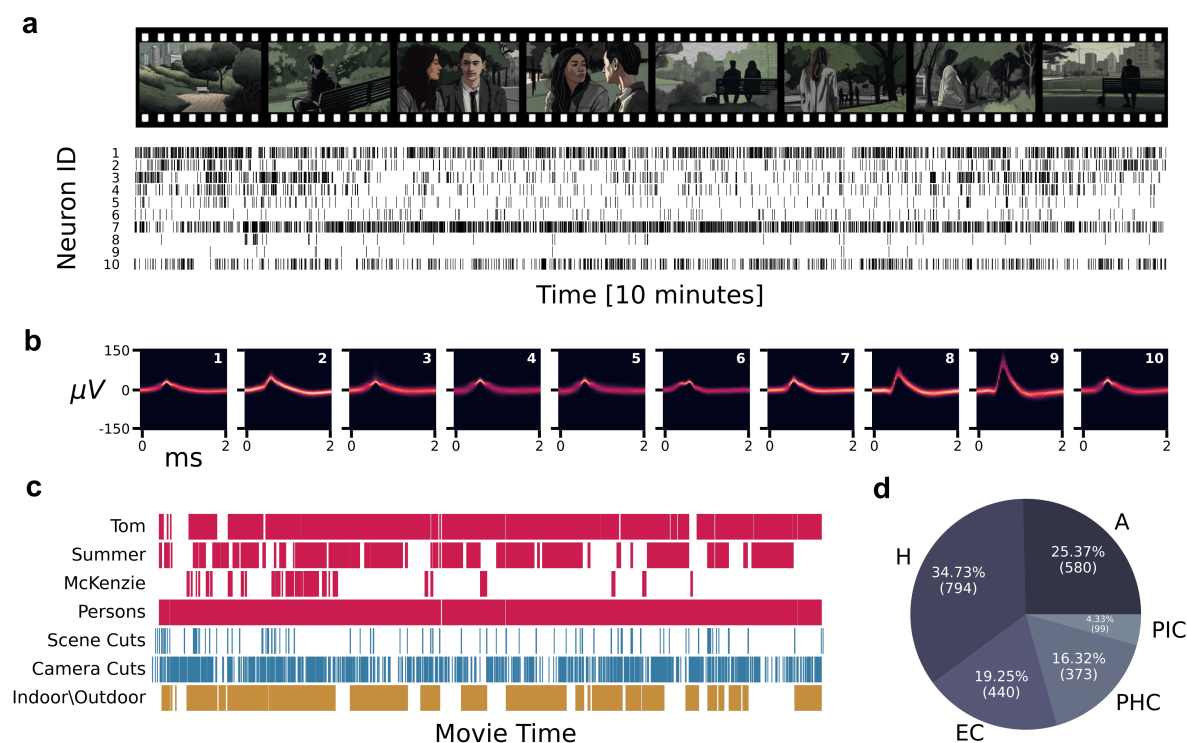 a
Neuron ID
1
2
3
4
5
6
7
8
9
10
Time [10 minutes]
b
μV
150
0
-150
1
2
3
4
5
6
7
8
9
10
0 2
0 2
0 2
0 2
0 2
0 2
0 2
0 2
0 2
0 2
ms
c
Tom
Summer
McKenzie
Persons
Scene Cuts
Camera Cuts
Indoor\Outdoor
Movie Time
d
A
25.37%
(580)
H
34.73%
(794)
EC
19.25%
(440)
PHC
16.32%
(373)
PIC
4.33%
(99)